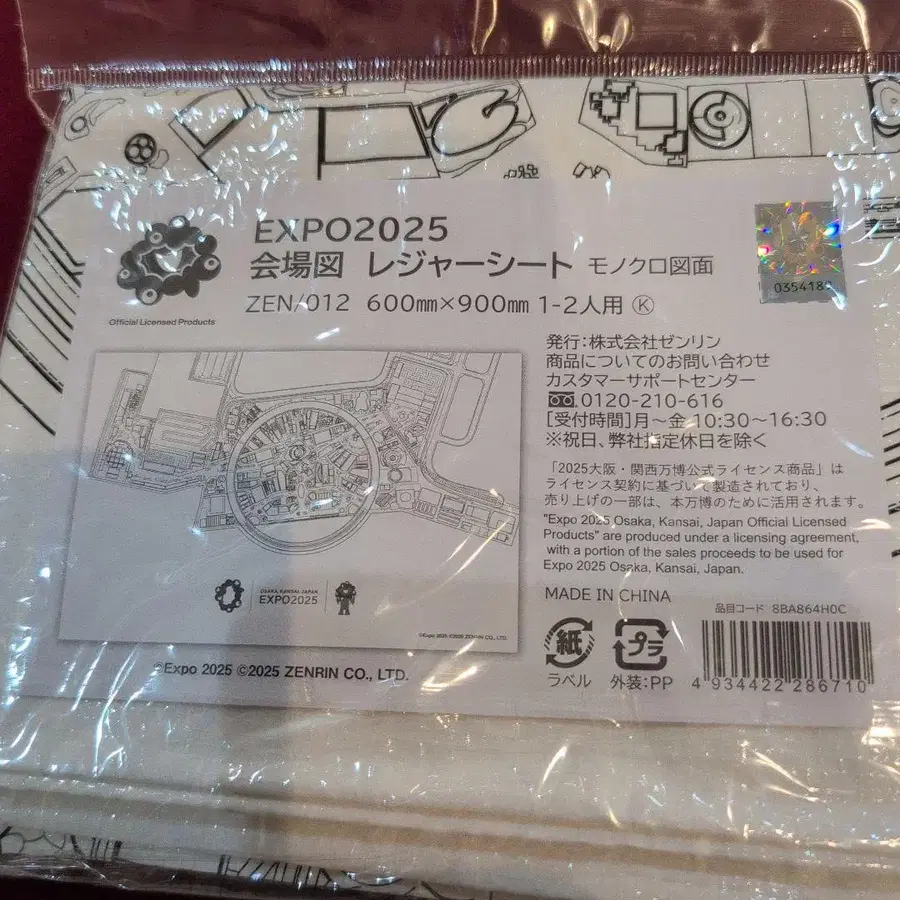 EXPO2025
会場図 レジャーシート モノクロ図面
ZEN/012 600㎜×900㎜ 1-2人用 Ⓚ
Official Licensed Products
035418
発行：株式会社ゼンリン
商品についてのお問い合わせ
カスタマーサポートセンター
0120-210-616
[受付時間]月～金 10:30～16:30
※祝日、弊社指定休日を除く
「2025大阪・関西万博公式ライセンス商品」は
ライセンス契約に基づいて製造されており、
売り上げの一部は、本万博のために活用されます。
"Expo 2025 Osaka, Kansai, Japan Official Licensed
Products" are produced under a licensing agreement,
with a portion of the sales proceeds to be used for
Expo 2025 Osaka, Kansai, Japan.
MADE IN CHINA
品目コード 8BA864H0C
紙
ラベル
プラ
外装：PP
4 934422 286710
OSAKA, KANSAI, JAPAN
EXPO2025
©Expo 2025 ©2025 ZENRIN CO., LTD.
©Expo 2025 ©2025 ZENRIN CO., LTD.